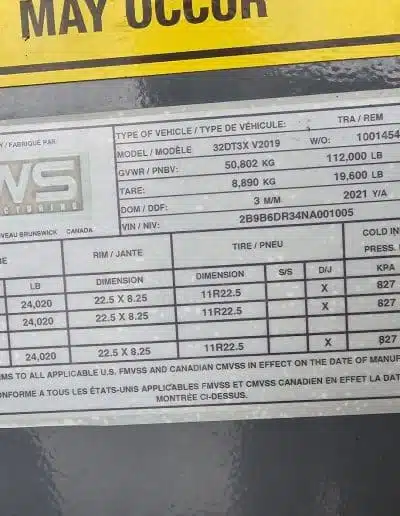 MAY OCCUR
/ FABRIQUÉ PAR
WS
NOUVEAU BRUNSWICK CANADA
TYPE OF VEHICLE / TYPE DE VÉHICULE: TRA / REM
MODEL / MODÈLE 32DT3X V2019 W/O: 1001454
GVWR / PNBV: 50,802 KG 112,000 LB
TARE: 8,890 KG 19,600 LB
DOM / DDF: 3 M/M 2021 Y/A
VIN / NIV: 2B9B6DR34NA001005
RIM / JANTE TIRE / PNEU COLD IN
PRESS.
LB DIMENSION DIMENSION S/S D/J KPA
24,020 22.5 X 8.25 11R22.5 X 827
24,020 22.5 X 8.25 11R22.5 X 827
24,020 22.5 X 8.25 11R22.5 X 827
RMS TO ALL APPLICABLE U.S. FMVSS AND CANADIAN CMVSS IN EFFECT ON THE DATE OF MANUF
ONFORME A TOUS LES ÉTATS-UNIS APPLICABLES FMVSS ET CMVSS CANADIEN EN EFFET LA DAT
MONTRÉE CI-DESSUS.